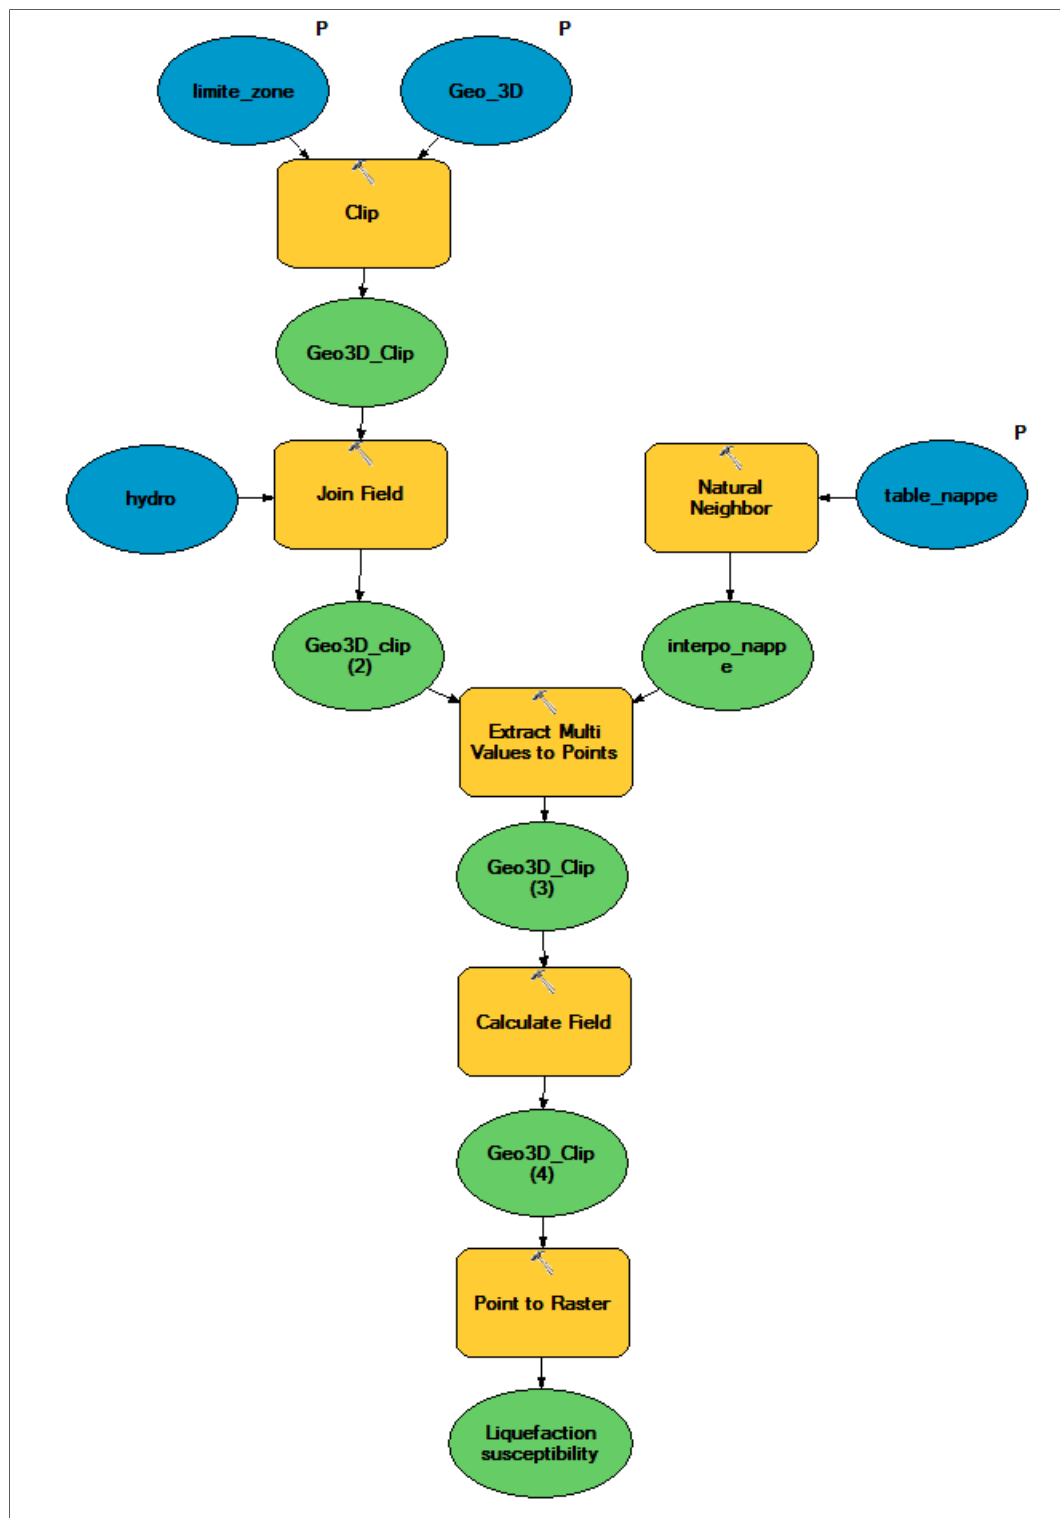 P
P
limite_zone
Geo_3D
Clip
Geo3D_Clip
P
hydro
Join Field
Natural
Neighbor
table_nappe
Geo3D_clip
(2)
interpo_napp
e
Extract Multi
Values to Points
Geo3D_Clip
(3)
Calculate Field
Geo3D_Clip
(4)
Point to Raster
Liquefaction
susceptibility